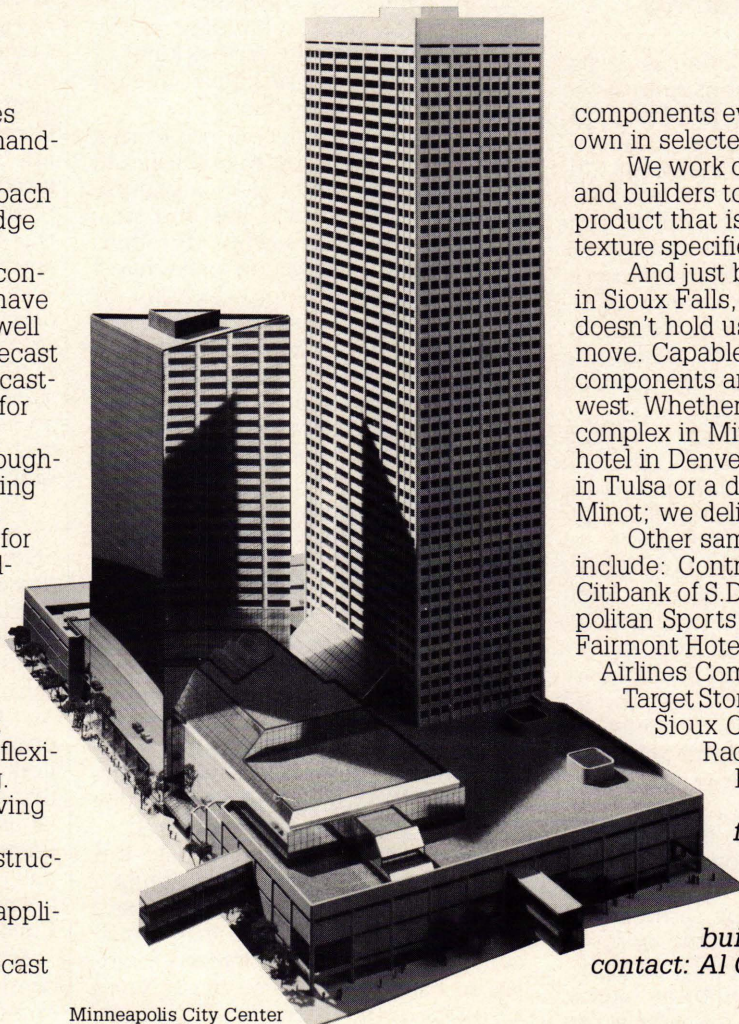 es
hand-
oach
dge
con-
have
well
ecast
cast-
for
ough-
ing
for
l-
flexi-
g.
ving
struc-
appli-
cast
Minneapolis City Center
components ev
own in selecte
We work c
and builders to
product that is
texture specifi
And just b
in Sioux Falls,
doesn't hold us
move. Capable
components ar
west. Whether
complex in Mi
hotel in Denve
in Tulsa or a d
Minot; we deli
Other sam
include: Contr
Citibank of S.D
politan Sports
Fairmont Hote
Airlines Com
Target Stor
Sioux C
Rac
bui
contact: Al